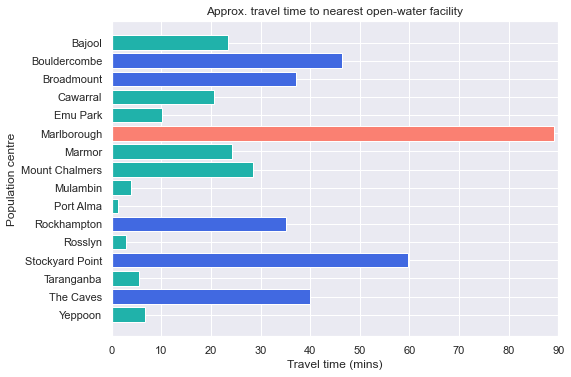 Approx. travel time to nearest open-water facility
Population centre
Bajool
Bouldercombe
Broadmount
Cawarral
Emu Park
Marlborough
Marmor
Mount Chalmers
Mulambin
Port Alma
Rockhampton
Rosslyn
Stockyard Point
Taranganba
The Caves
Yeppoon
0 10 20 30 40 50 60 70 80 90
Travel time (mins)